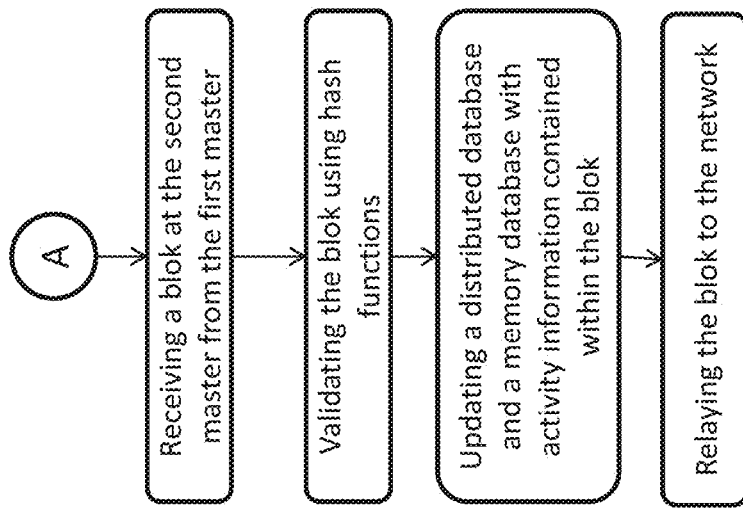 A
Receiving a blok at the second
master from the first master
Validating the blok using hash
functions
Updating a distributed database
and a memory database with
activity information contained
within the blok
Relaying the blok to the network